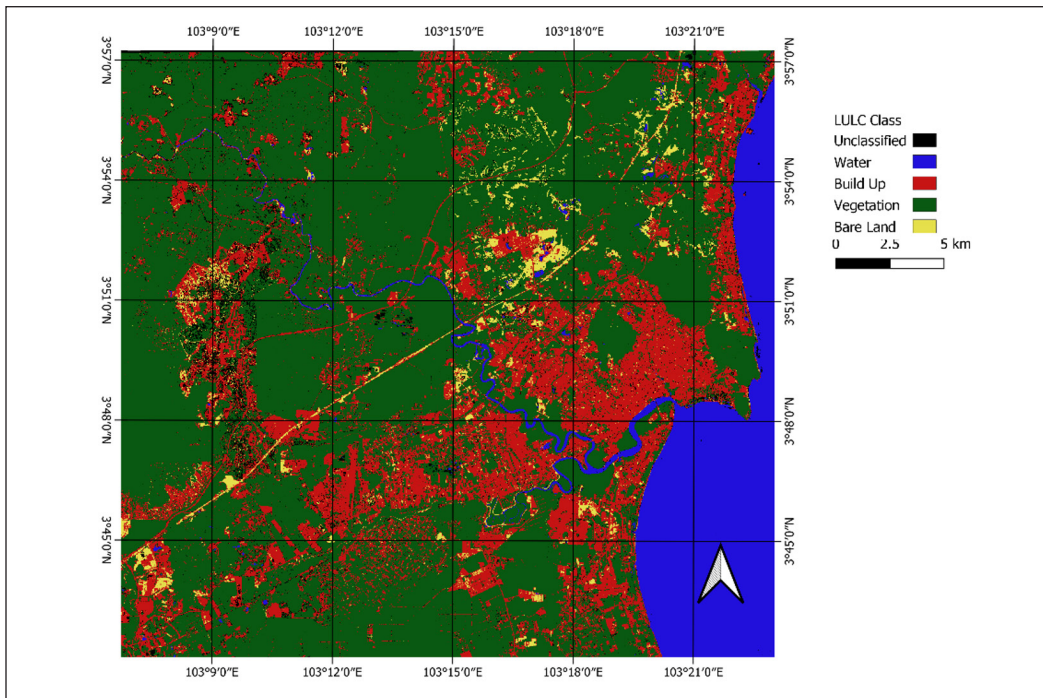 103°9′0″E 103°12′0″E 103°15′0″E 103°18′0″E 103°21′0″E
3°57′0″N 3°57′0″N
3°54′0″N 3°54′0″N
3°51′0″N 3°51′0″N
3°48′0″N 3°48′0″N
3°45′0″N 3°45′0″N
103°9′0″E 103°12′0″E 103°15′0″E 103°18′0″E 103°21′0″E
LULC Class
Unclassified
Water
Build Up
Vegetation
Bare Land
0 2.5 5 km